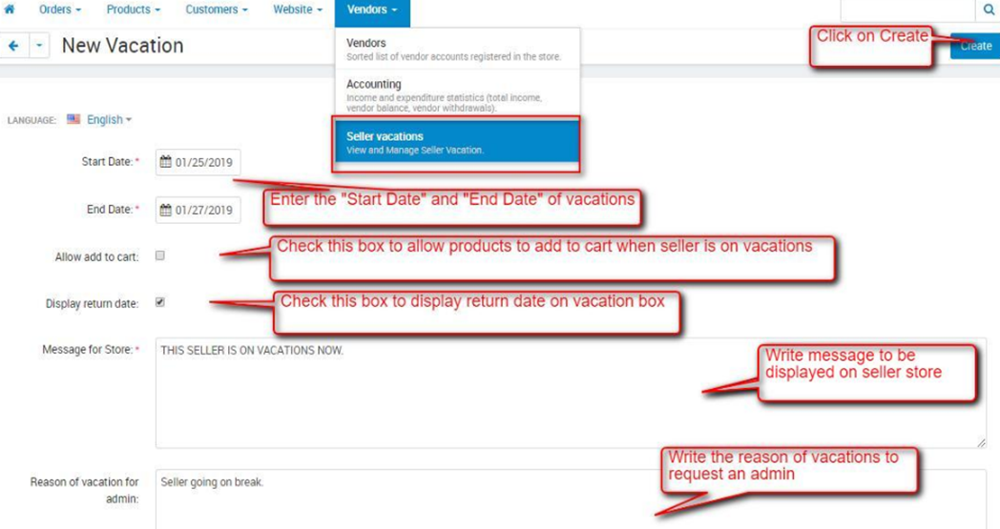 Orders
Products
Customers
Website
Vendors
New Vacation
Click on Create
Create
Vendors
Sorted list of vendor accounts registered in the store.
Accounting
Income and expenditure statistics (total income,
vendor balance, vendor withdrawals).
Seller vacations
View and Manage Seller Vacation.
LANGUAGE: English
Start Date: * 01/25/2019
Enter the "Start Date" and "End Date" of vacations
End Date: * 01/27/2019
Check this box to allow products to add to cart when seller is on vacations
Allow add to cart:
Check this box to display return date on vacation box
Display return date:
Message for Store: * THIS SELLER IS ON VACATIONS NOW.
Write message to be
displayed on seller store
Write the reason of vacations to
request an admin
Reason of vacation for
admin:
Seller going on break.